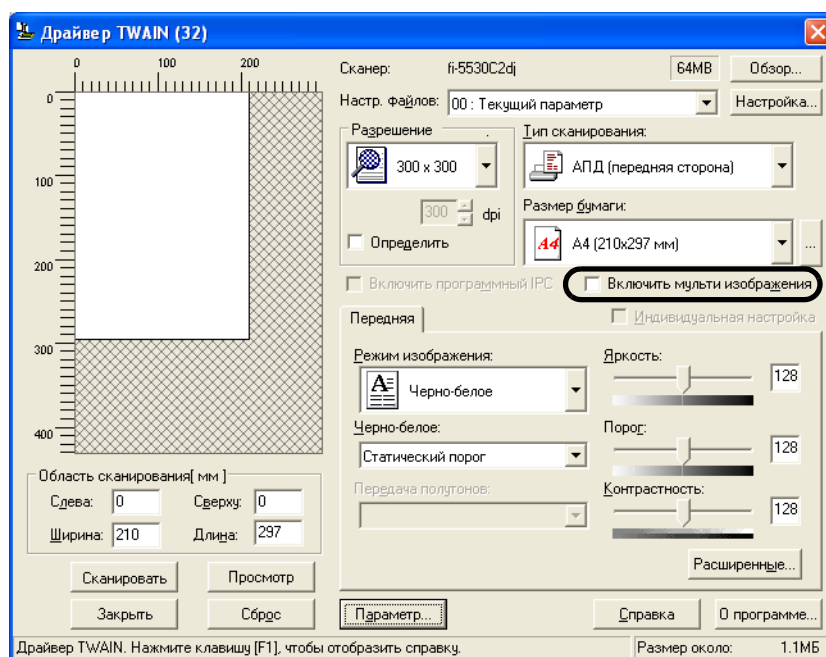 Драйвер TWAIN (32)
0 100 200
0
100
200
300
400
Сканер: fi-5530C2dj 64MB Обзор...
Настр. файлов: 00 : Текущий параметр Настройка...
Разрешение . Тип сканирования:
300 x 300 АПД (передняя сторона)
300 dpi Размер бумаги:
Определить A4 A4 (210x297 мм) ...
Включить программный IPC Включить мульти изображения
Передняя Индивидуальная настройка
Режим изображения: Яркость:
A Черно-белое 128
Черно-белое: Порог:
Статический порог 128
Передача полутонов: Контрастность:
128
Расширенные...
Область сканирования[ мм ]
Слева: 0 Сверху: 0
Ширина: 210 Длина: 297
Сканировать Просмотр
Закрыть Сброс Параметр... Справка О программе...
Драйвер TWAIN. Нажмите клавишу [F1], чтобы отобразить справку. Размер около: 1.1МБ